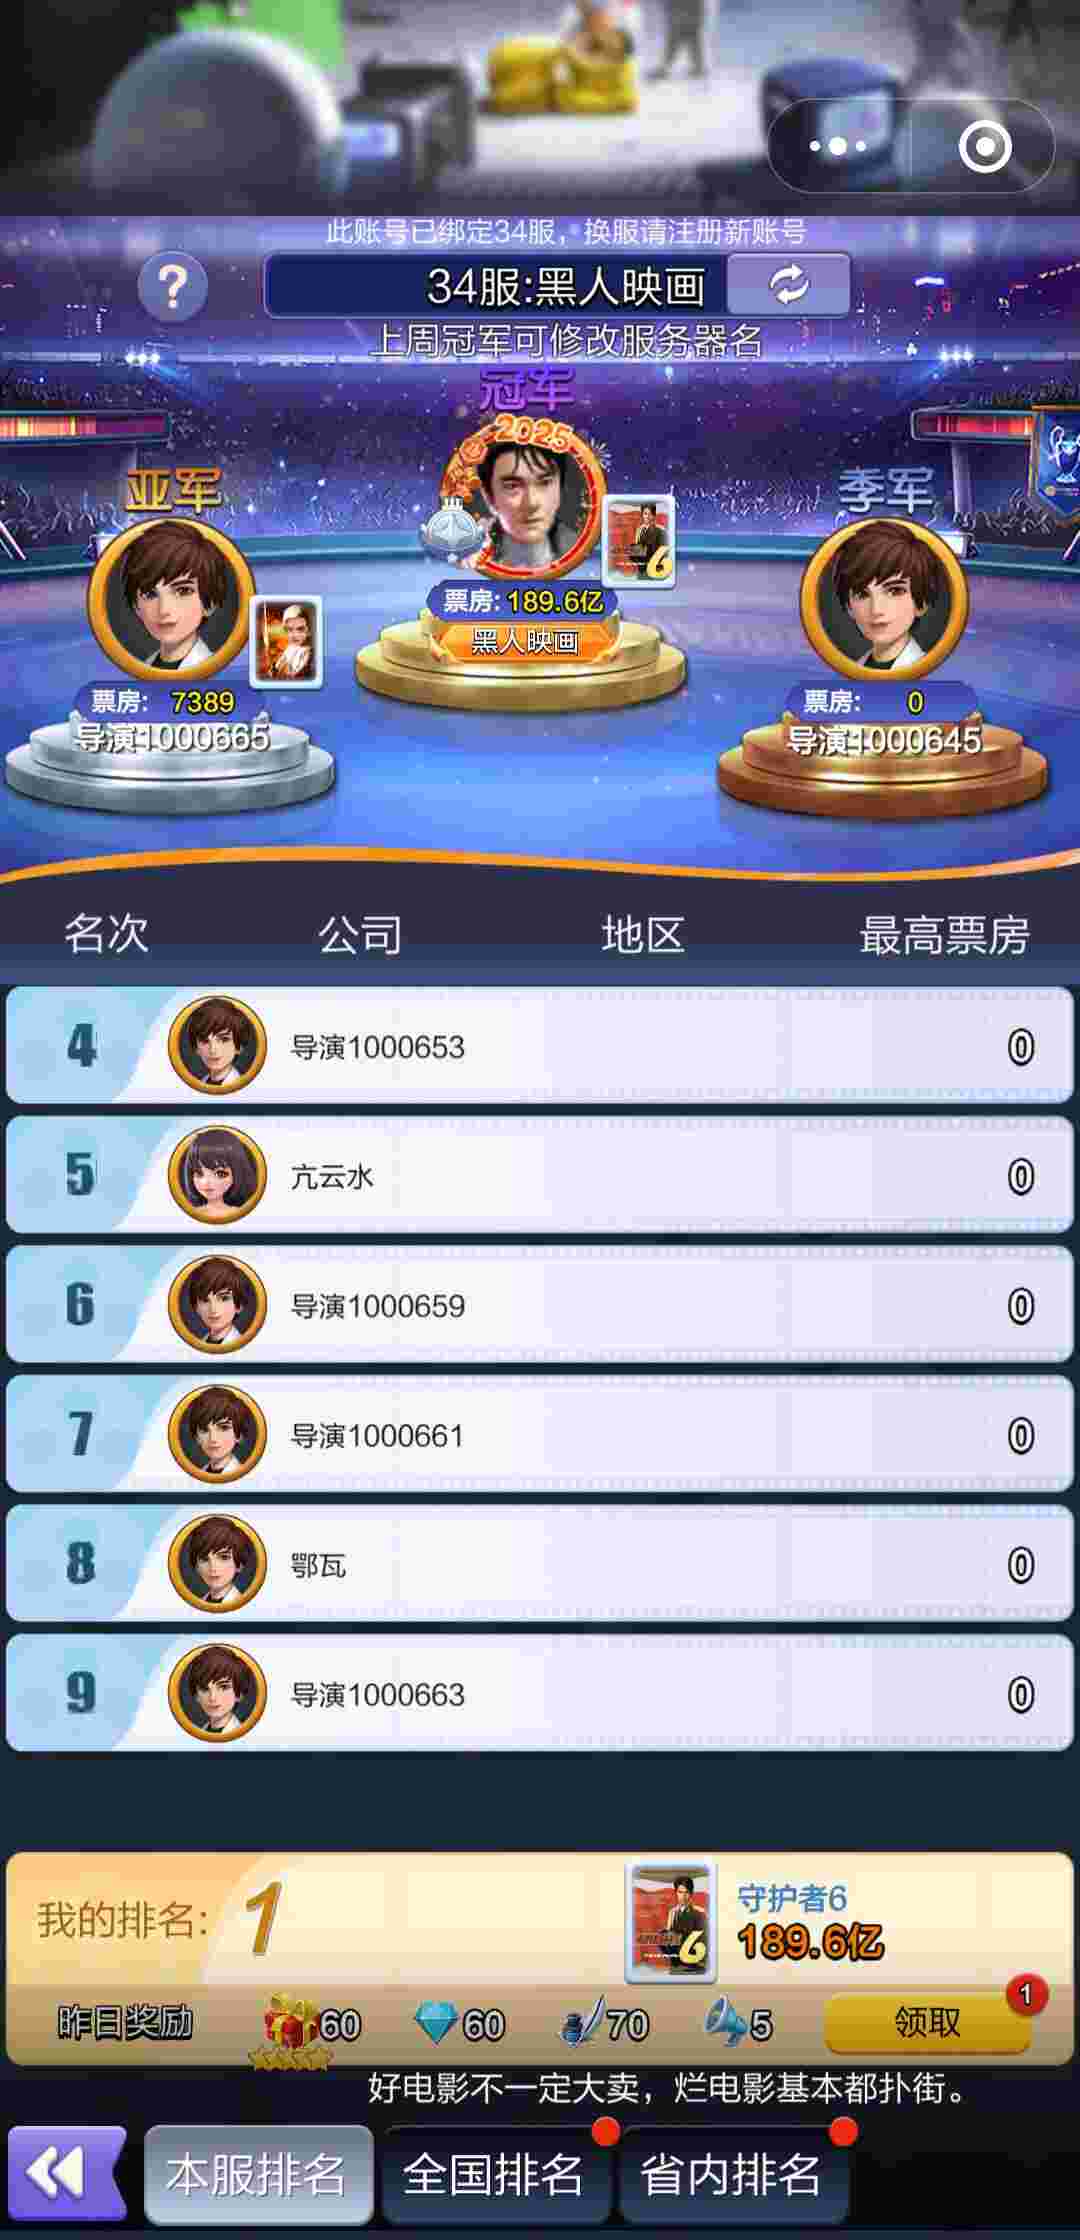 此账号已绑定34服，换服请注册新账号
?
34服:黑人映画
上周冠军可修改服务器名
冠军
2025
亚军
季军
6
票房: 189.6亿
黑人映画
票房: 7389
导演1000665
票房: 0
导演1000645
名次 公司 地区 最高票房
4 导演1000653 0
5 亢云水 0
6 导演1000659 0
7 导演1000661 0
8 鄂瓦 0
9 导演1000663 0
我的排名: 1
6
守护者6
189.6亿
昨日奖励 60 60 70 5 领取 1
好电影不一定大卖，烂电影基本都扑街。
本服排名 全国排名 省内排名